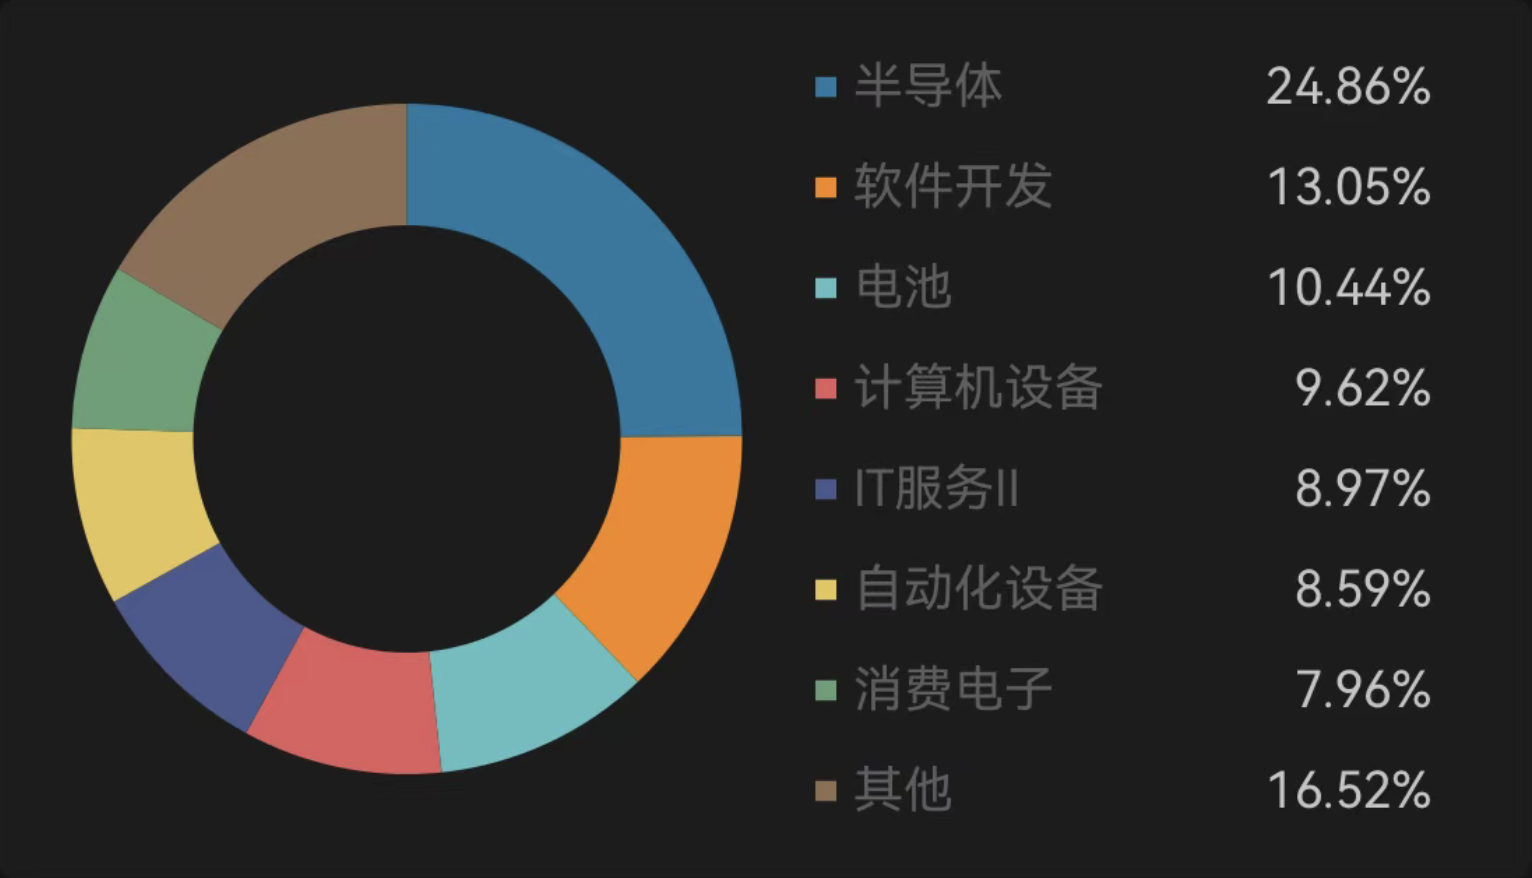 半导体 24.86%
软件开发 13.05%
电池 10.44%
计算机设备 9.62%
IT服务II 8.97%
自动化设备 8.59%
消费电子 7.96%
其他 16.52%